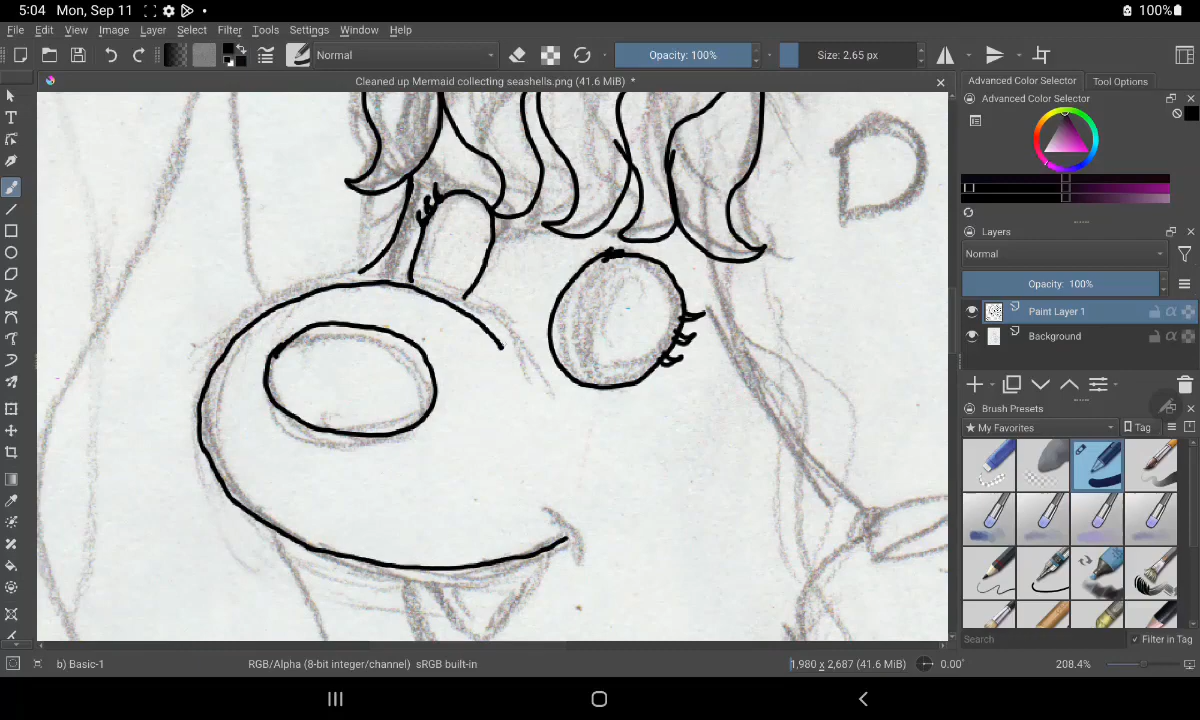 5:04 Mon, Sep 11 100%
File Edit View Image Layer Select Filter Tools Settings Window Help
Normal Opacity: 100% Size: 2.65 px
Cleaned up Mermaid collecting seashells.png (41.6 MiB) *
Advanced Color Selector Tool Options
Advanced Color Selector
Layers
Normal
Opacity: 100%
Paint Layer 1
Background
Brush Presets
★ My Favorites Tag
Search ✓ Filter in Tag
b) Basic-1 RGB/Alpha (8-bit integer/channel) sRGB built-in 1,980 x 2,687 (41.6 MiB) 0.00° 208.4%